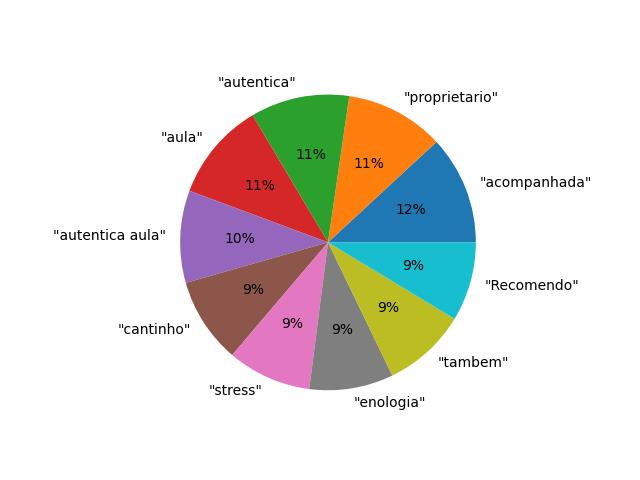 "autentica"
"proprietario"
"aula"
11%
11%
11%
"acompanhada"
12%
"autentica aula"
10%
9%
"Recomendo"
9%
9%
"cantinho"
9%
9%
"tambem"
"stress"
"enologia"